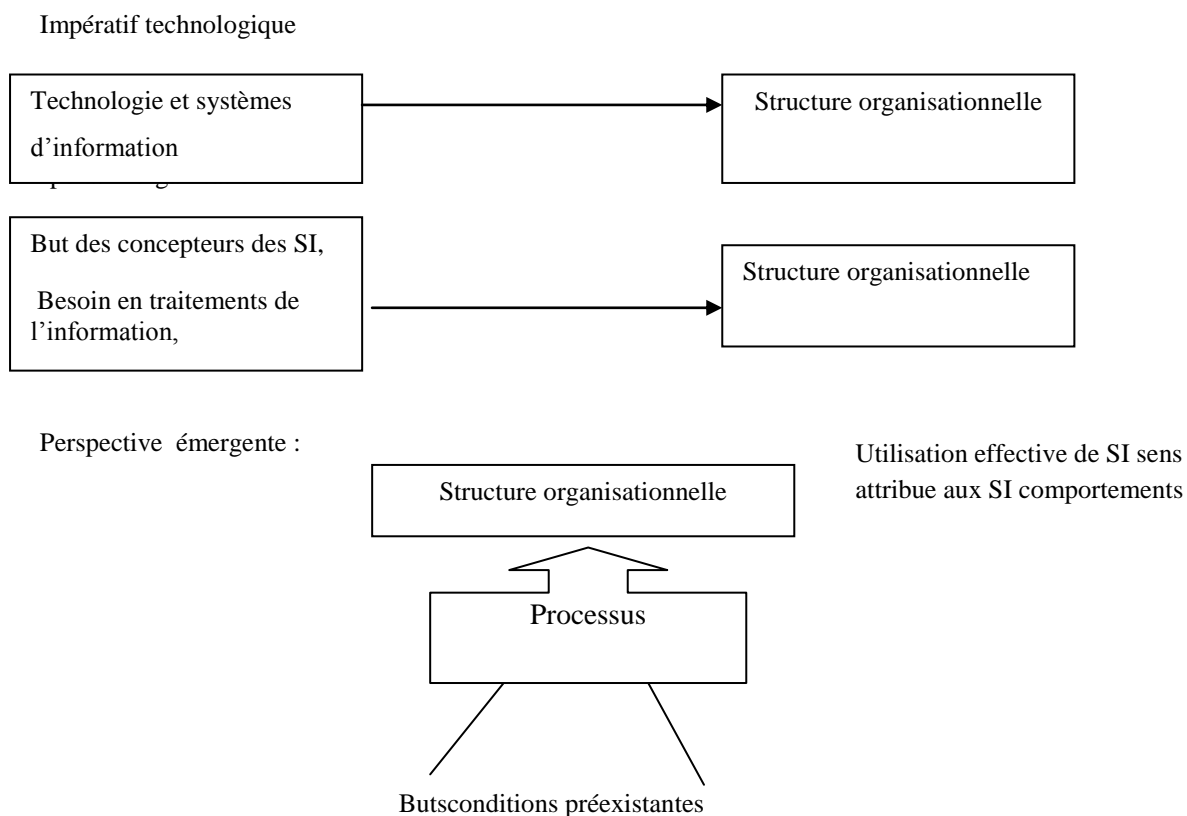 Impératif technologique
Technologie et systèmes
d’information
Structure organisationnelle
But des concepteurs des SI,
Besoin en traitements de
l’information,
Structure organisationnelle
Perspective émergente :
Utilisation effective de SI sens
attribue aux SI comportements
Structure organisationnelle
Processus
Butsconditions préexistantes